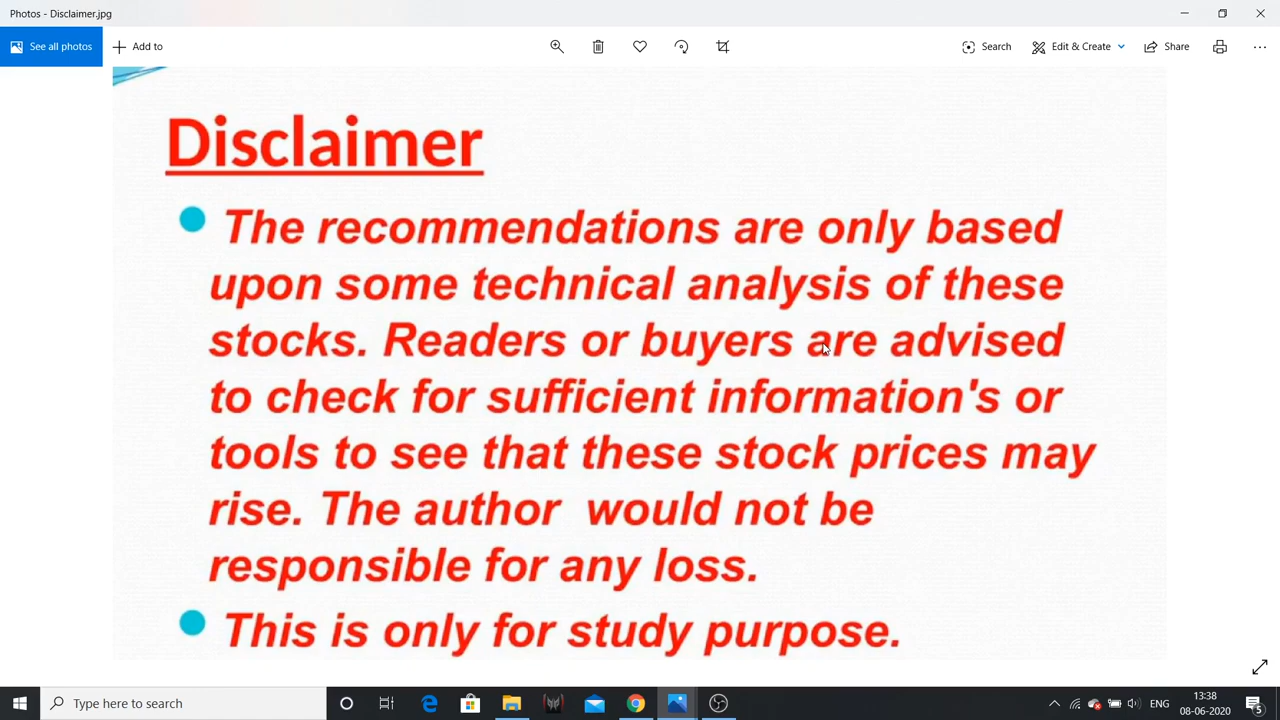 Photos - Disclaimer.jpg
See all photos
Add to
Search
Edit & Create
Share
Disclaimer
The recommendations are only based
upon some technical analysis of these
stocks. Readers or buyers are advised
to check for sufficient information's or
tools to see that these stock prices may
rise. The author would not be
responsible for any loss.
This is only for study purpose.
Type here to search
ENG
13:38
08-06-2020
5